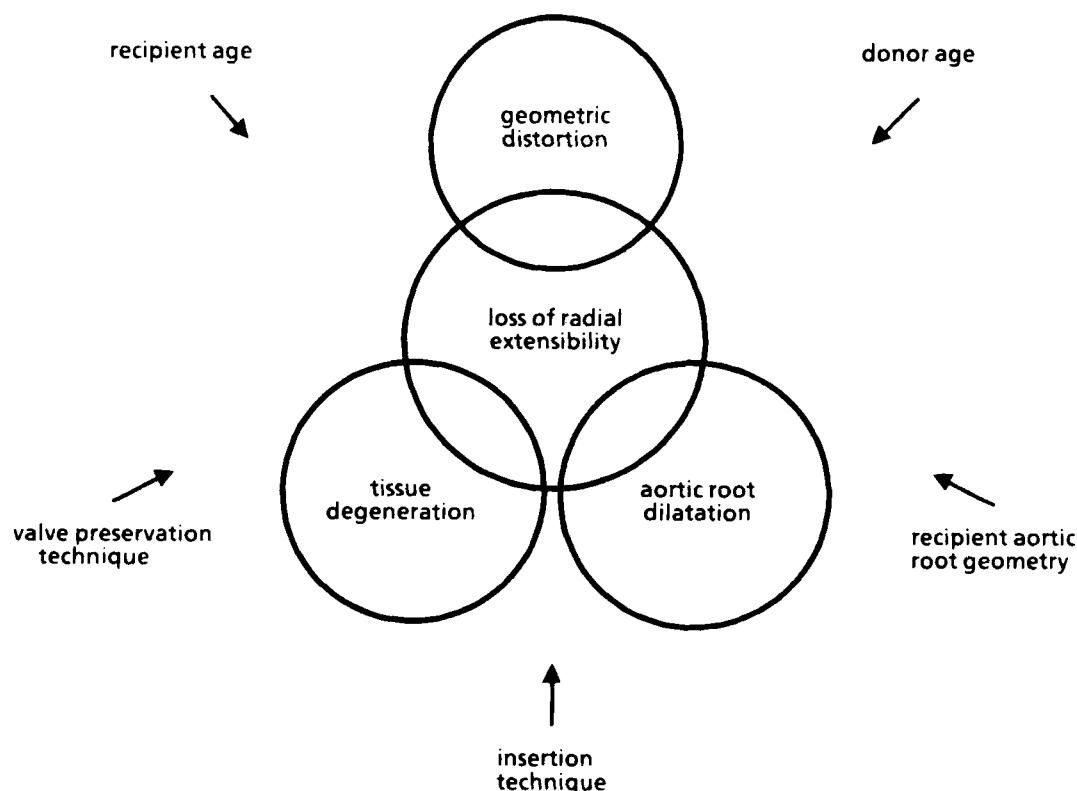 recipient age
donor age
geometric
distortion
loss of radial
extensibility
tissue
degeneration
aortic root
dilatation
valve preservation
technique
recipient aortic
root geometry
insertion
technique